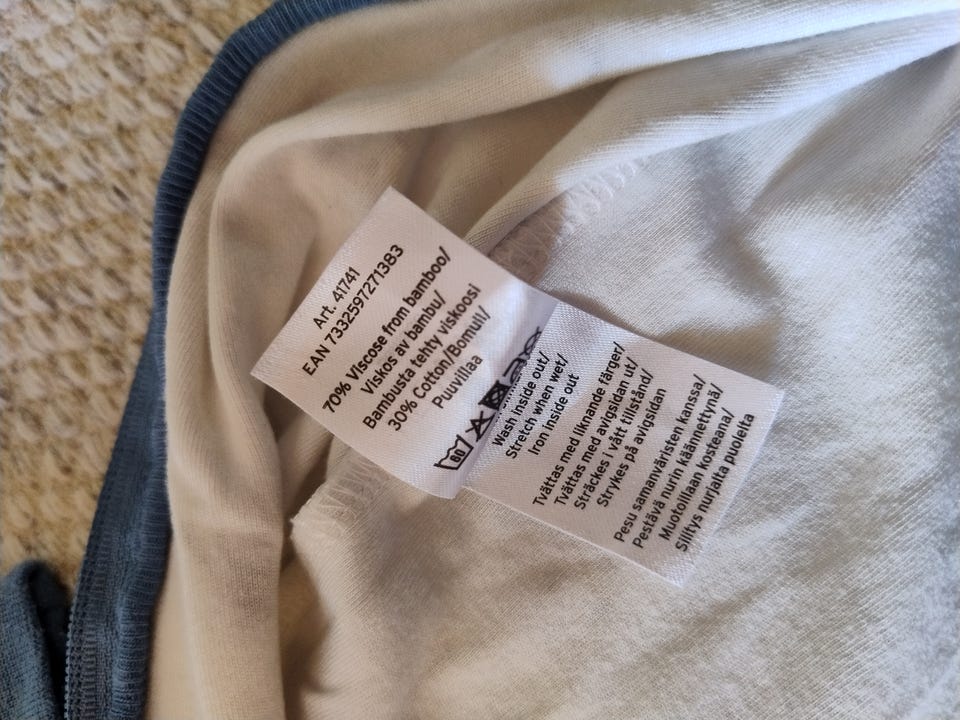 Art. 41741
EAN 7332597271383
70% Viscose from bamboo/
Viskos av bambu/
Bambusta tehty viskoosi
30% Cotton/Bomull/
Puuvillaa
60
Wash inside out/
Stretch when wet/
Iron inside out
Tvättas med liknande färger/
Tvättas med avigsidan ut/
Sträckes i vått tillstånd/
Strykes på avigsidan
Pesu samanväristen kanssa/
Pestävä nurin käännettynä/
Muotoillaan kosteana/
Silitys nurjalta puolelta